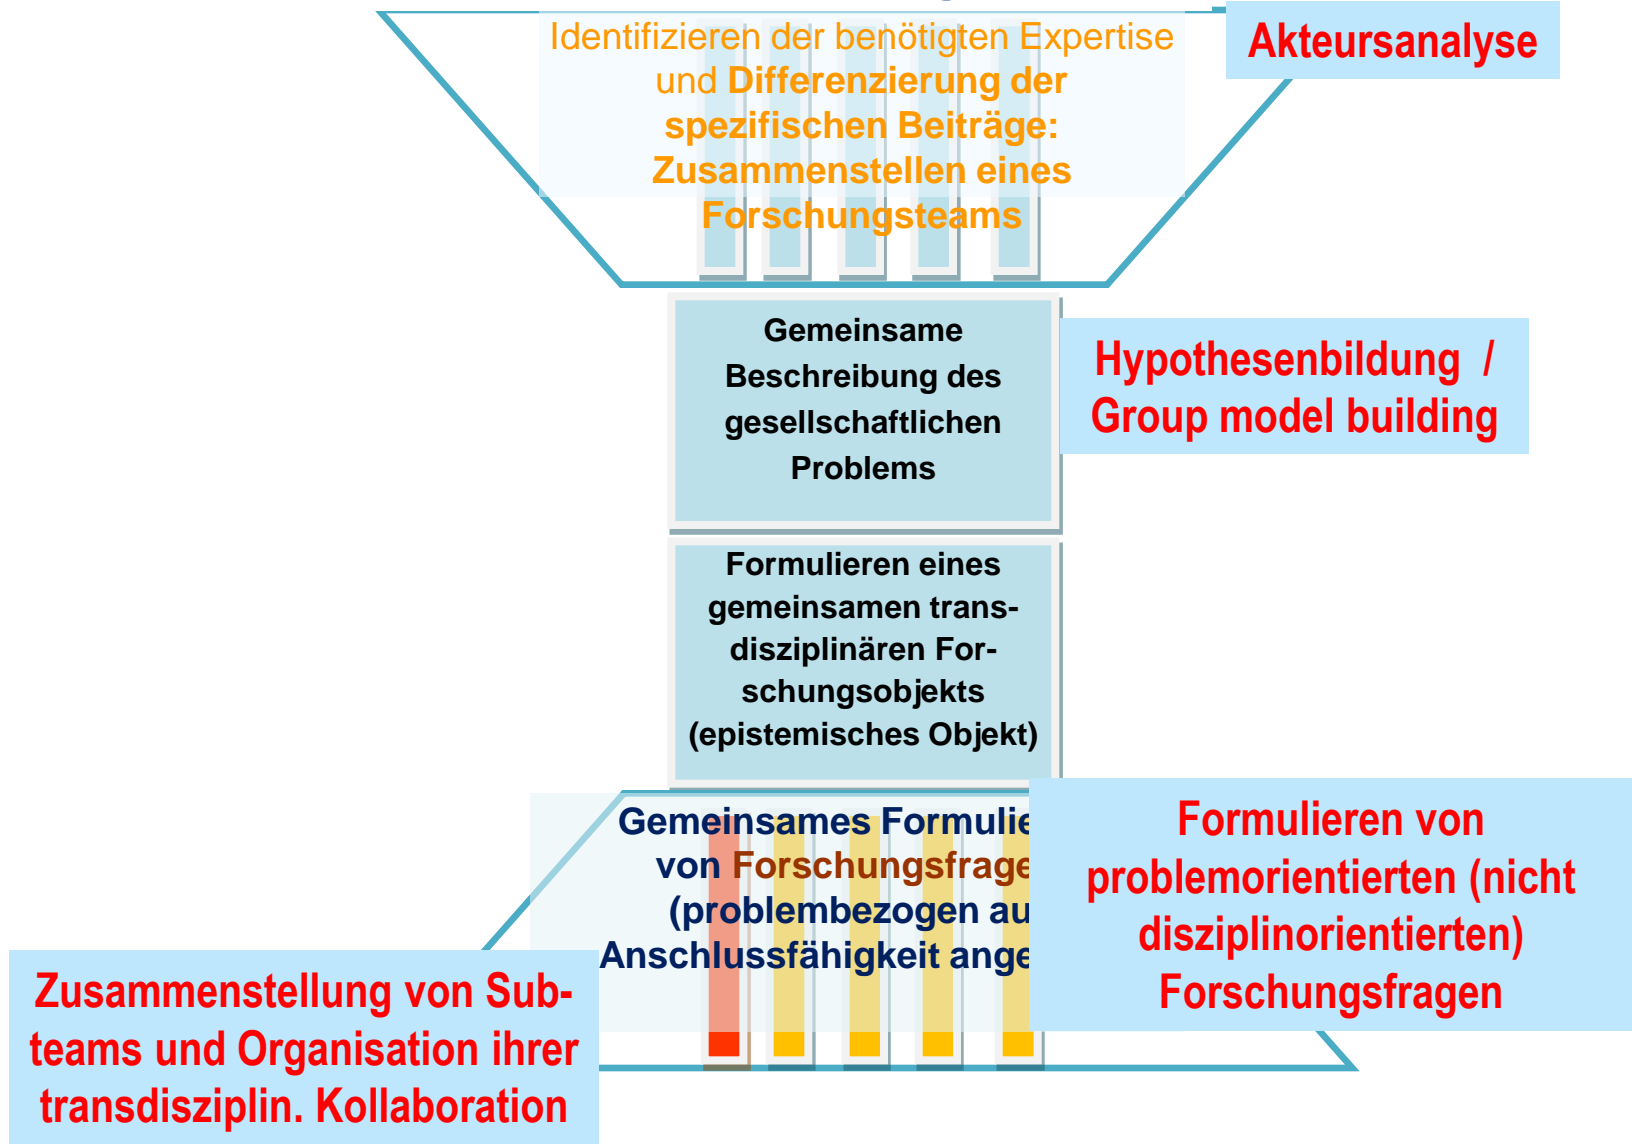 Identifizieren der benötigten Expertise
und Differenzierung der
spezifischen Beiträge:
Zusammenstellen eines
Forschungsteams
Akteursanalyse
Gemeinsame
Beschreibung des
gesellschaftlichen
Problems
Hypothesenbildung /
Group model building
Formulieren eines
gemeinsamen trans-
disziplinären For-
schungsobjekts
(epistemisches Objekt)
Gemeinsames Formulie
von Forschungsfrage
(problembezogen au
Anschlussfähigkeit ange
Formulieren von
problemorientierten (nicht
disziplinorientierten)
Forschungsfragen
Zusammenstellung von Sub-
teams und Organisation ihrer
transdisziplin. Kollaboration